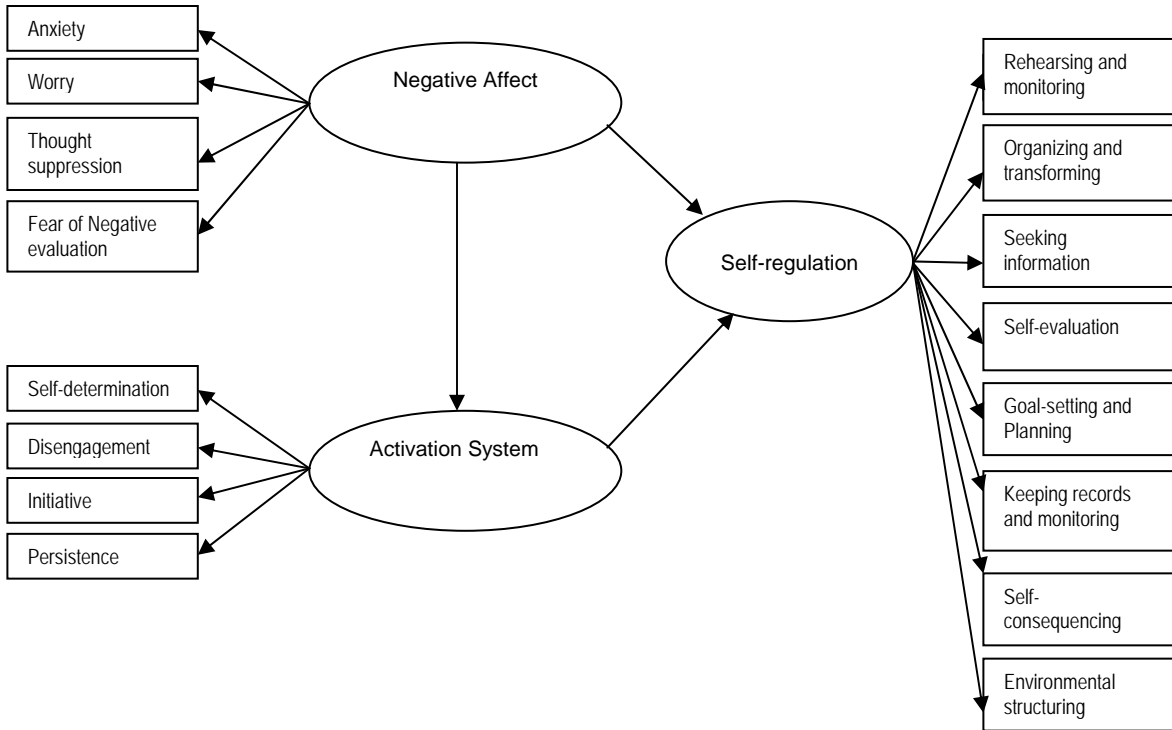 Anxiety
Worry
Thought
suppression
Fear of Negative
evaluation
Negative Affect
Self-determination
Disengagement
Initiative
Persistence
Activation System
Self-regulation
Rehearsing and
monitoring
Organizing and
transforming
Seeking
information
Self-evaluation
Goal-setting and
Planning
Keeping records
and monitoring
Self-
consequencing
Environmental
structuring